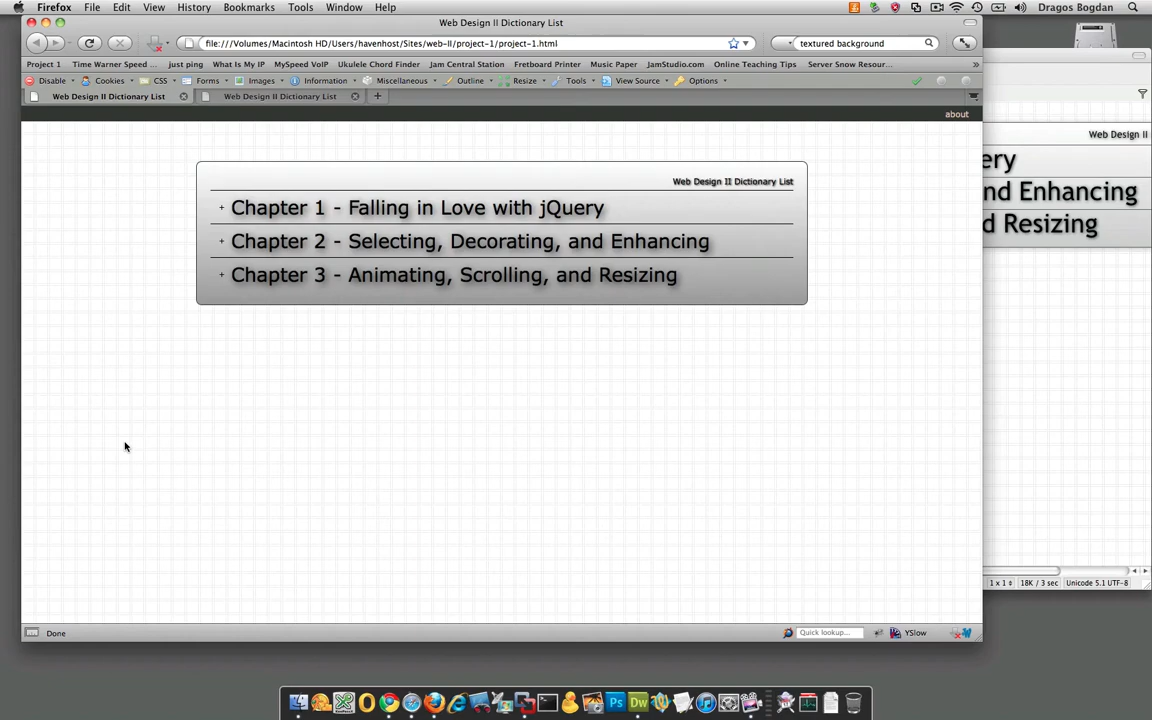 Firefox File Edit View History Bookmarks Tools Window Help Dragos Bogdan
Web Design II Dictionary List
file:///Volumes/Macintosh HD/Users/havenhost/Sites/web-II/project-1/project-1.html
textured background
Project 1 Time Warner Speed ... just ping What Is My IP MySpeed VoIP Ukulele Chord Finder Jam Central Station Fretboard Printer Music Paper JamStudio.com Online Teaching Tips Server Snow Resour... »
Disable Cookies CSS Forms Images Information Miscellaneous Outline Resize Tools View Source Options
Web Design II Dictionary List Web Design II Dictionary List
about
Web Design II
Web Design II Dictionary List
ery
+ Chapter 1 - Falling in Love with jQuery
nd Enhancing
+ Chapter 2 - Selecting, Decorating, and Enhancing
d Resizing
+ Chapter 3 - Animating, Scrolling, and Resizing
1 x 1 18K / 3 sec Unicode 5.1 UTF-8
Done Quick lookup... YSlow
Ps Dw